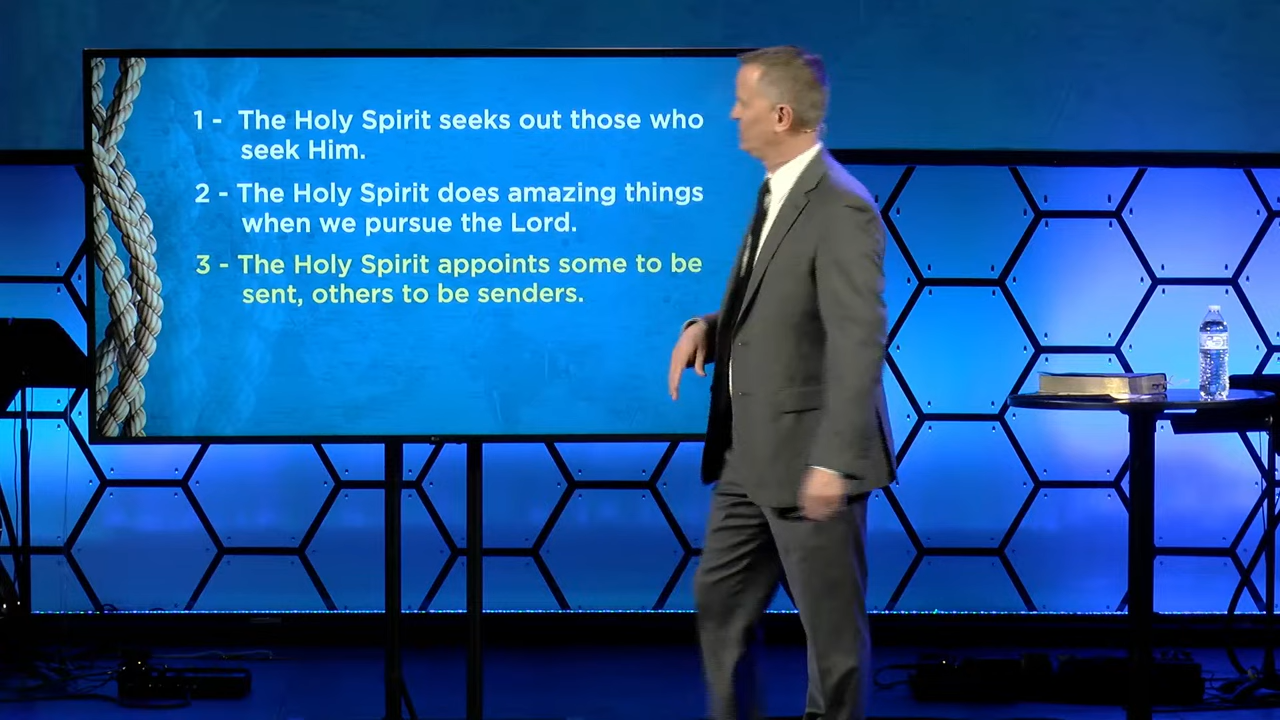 1 - The Holy Spirit seeks out those who
seek Him.
2 - The Holy Spirit does amazing things
when we pursue the Lord.
3 - The Holy Spirit appoints some to be
sent, others to be senders.